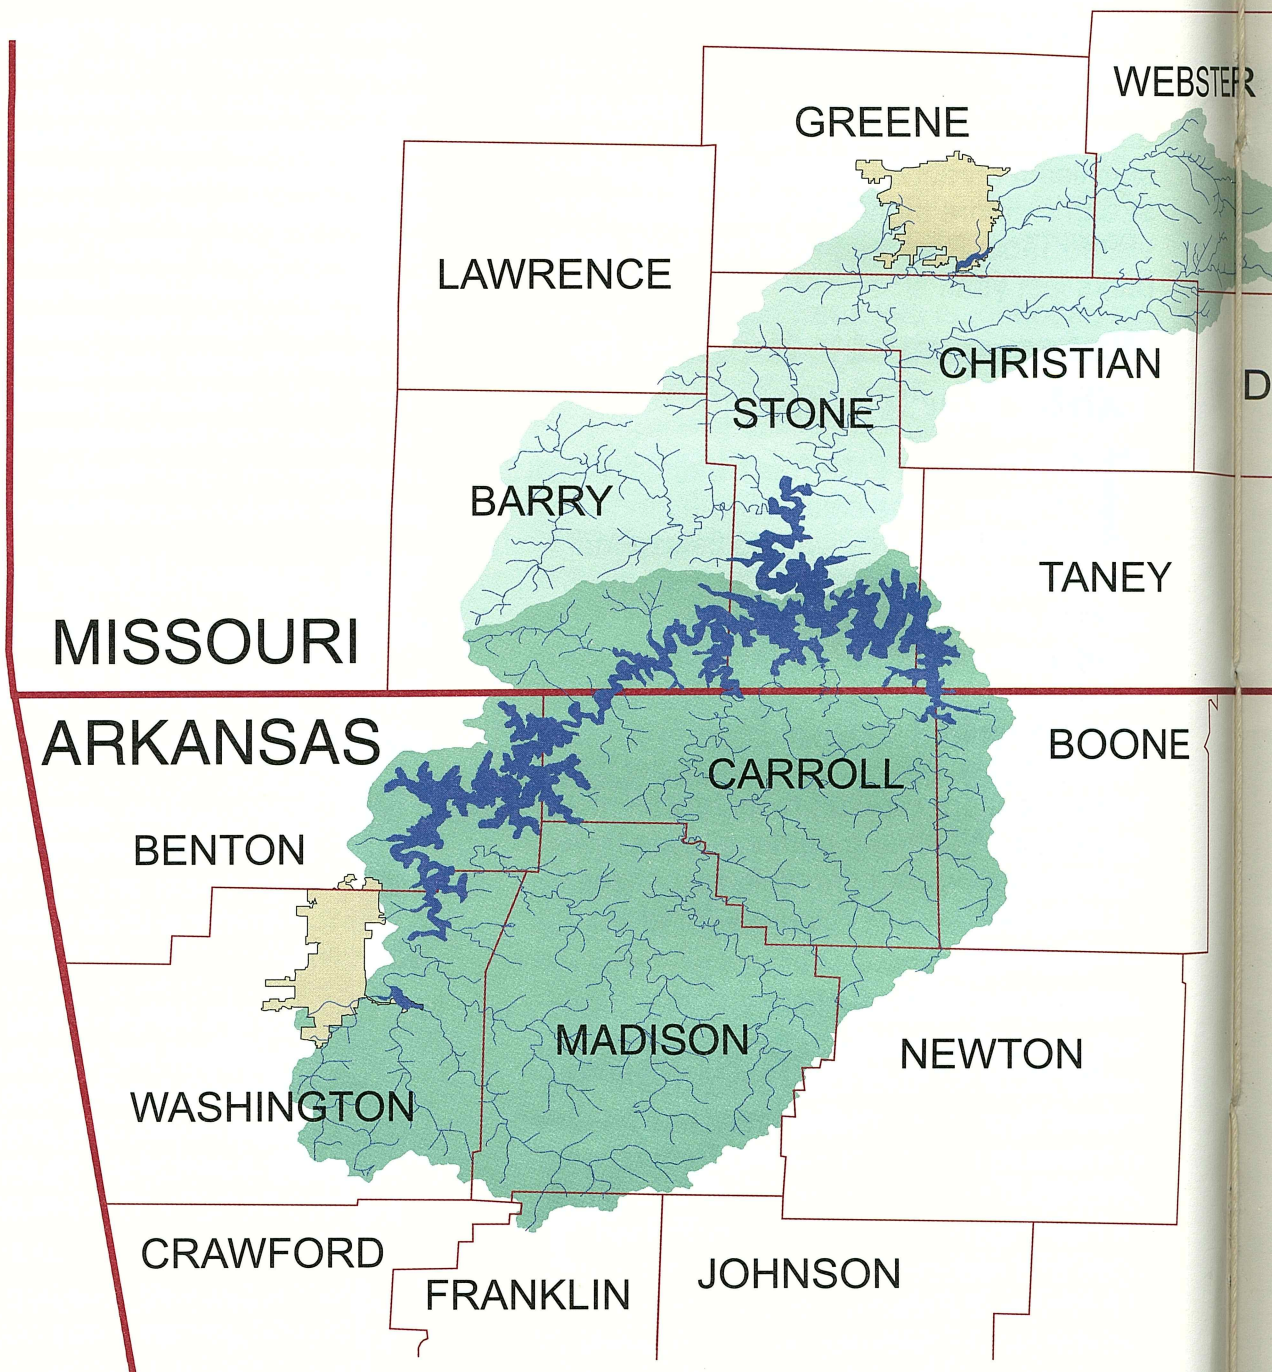 WEBSTER
GREENE
LAWRENCE
CHRISTIAN
D
STONE
BARRY
TANEY
MISSOURI
ARKANSAS
BOONE
CARROLL
BENTON
MADISON
NEWTON
WASHINGTON
CRAWFORD
JOHNSON
FRANKLIN